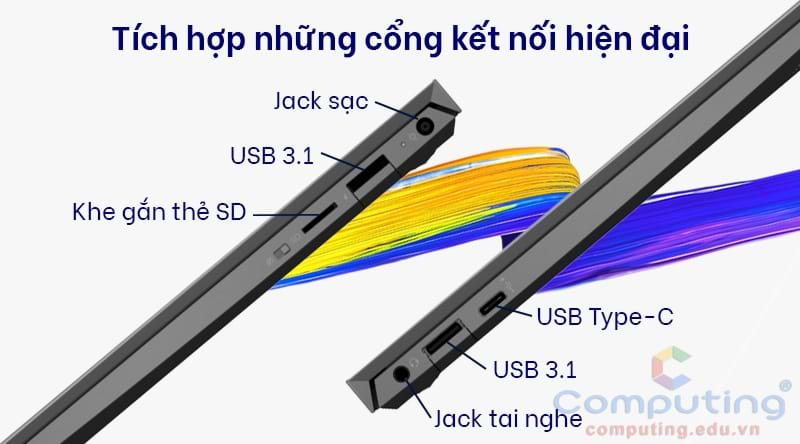 Tích hợp những cổng kết nối hiện đại
Jack sạc
USB 3.1
Khe gắn thẻ SD
USB Type-C
USB 3.1
Jack tai nghe
Computing®
computing.edu.vn